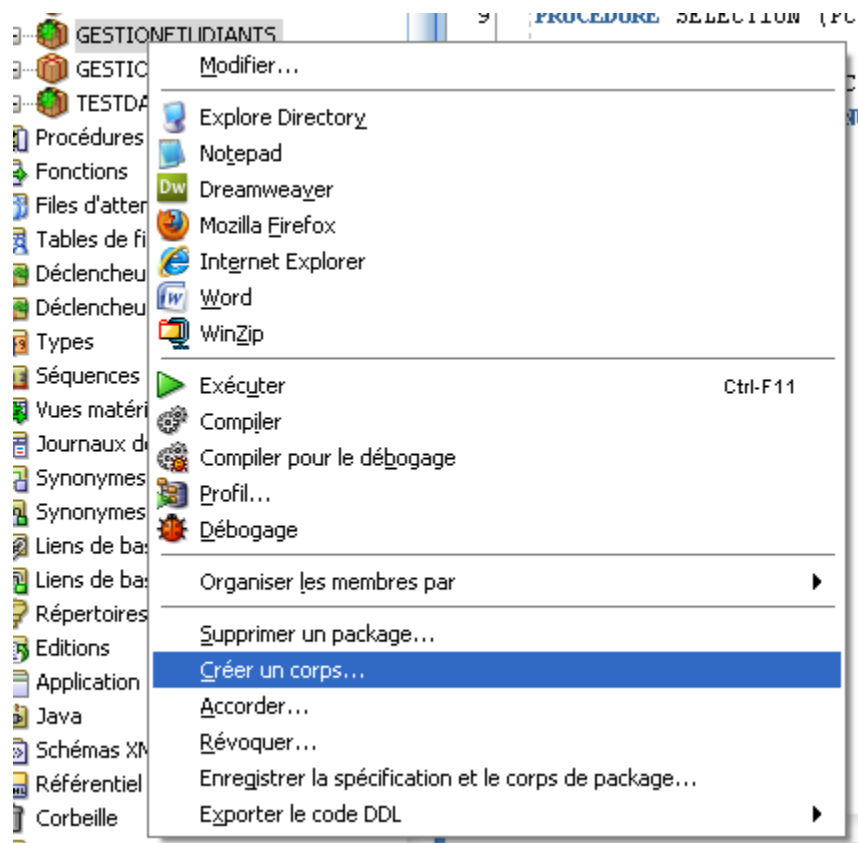 GESTIONETUDIANTS
9 PROCEDURE SELECTION (PC
GESTIC
TESTDA
Procédures
Fonctions
Files d'atter
Tables de fi
Déclencheu
Déclencheu
Types
Séquences
Vues matéri
Journaux d
Synonymes
Synonymes
Liens de ba
Liens de ba
Répertoires
Editions
Application
Java
Schémas XM
Référentiel
Corbeille
Modifier...
Explore Directory
Notepad
Dw Dreamweaver
Mozilla Firefox
Internet Explorer
Word
WinZip
Exécuter Ctrl-F11
Compiler
Compiler pour le débogage
Profil...
Débogage
Organiser les membres par
Supprimer un package...
Créer un corps...
Accorder...
Révoquer...
Enregistrer la spécification et le corps de package...
Exporter le code DDL